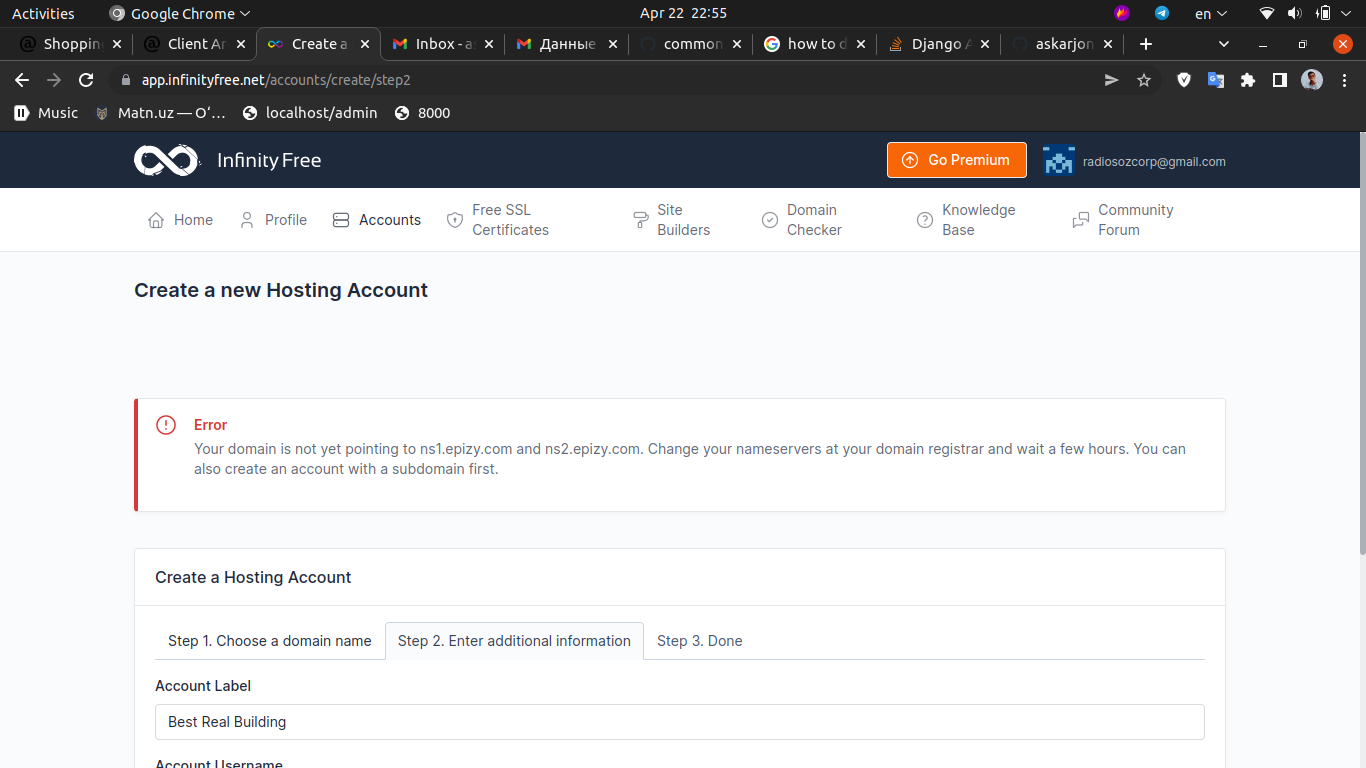 Activities Google Chrome Apr 22 22:55 en
Shoppin Client Ar Create a Inbox - a Данные common how to d Django A askarjon
app.infinityfree.net/accounts/create/step2
Music Matn.uz — O‘… localhost/admin 8000
Infinity Free Go Premium radiosozcorp@gmail.com
Home Profile Accounts Free SSL Certificates Site Builders Domain Checker Knowledge Base Community Forum
Create a new Hosting Account
Error
Your domain is not yet pointing to ns1.epizy.com and ns2.epizy.com. Change your nameservers at your domain registrar and wait a few hours. You can
also create an account with a subdomain first.
Create a Hosting Account
Step 1. Choose a domain name Step 2. Enter additional information Step 3. Done
Account Label
Best Real Building
Account Username